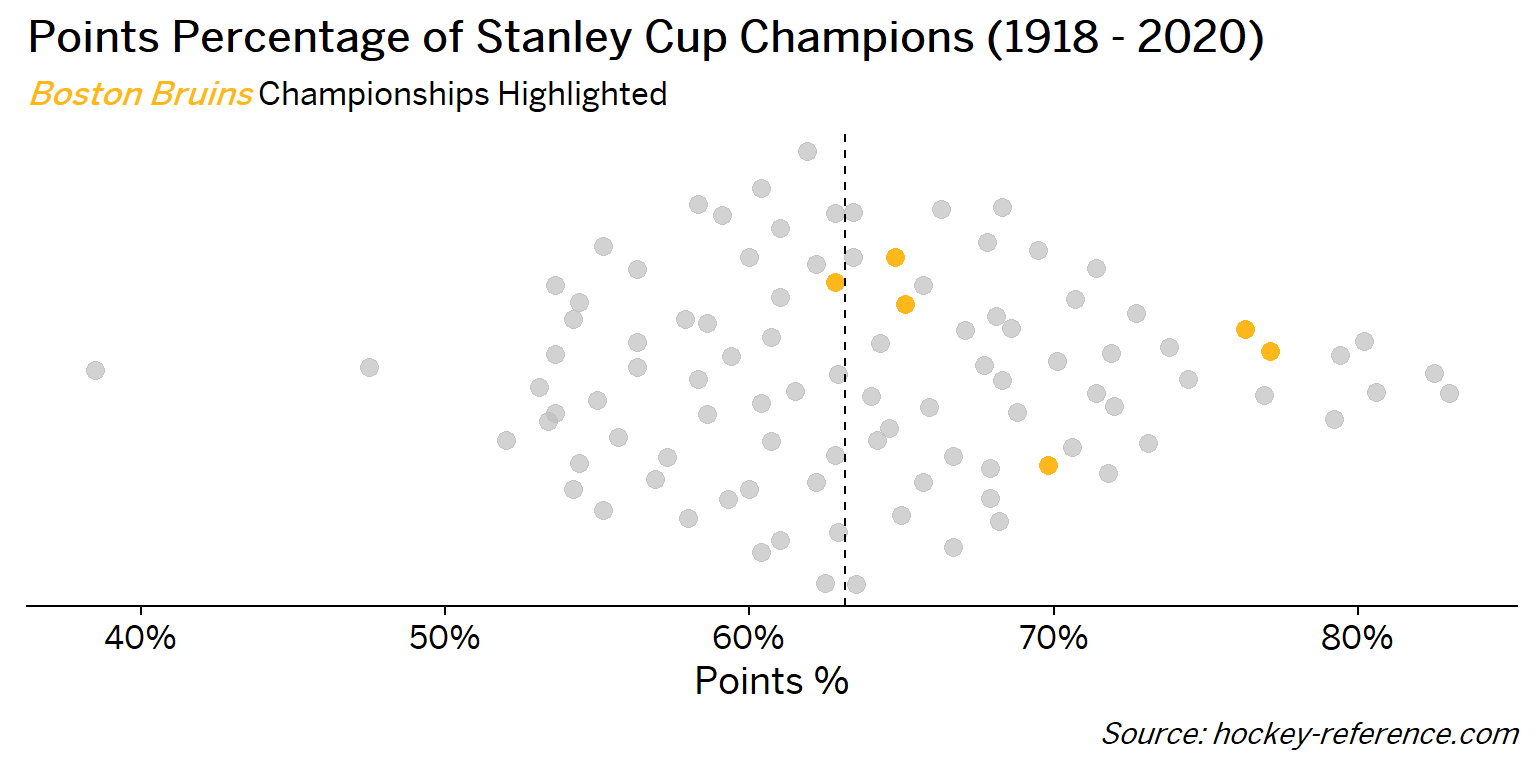 Points Percentage of Stanley Cup Champions (1918 - 2020)
Boston Bruins Championships Highlighted
40% 50% 60% 70% 80%
Points %
Source: hockey-reference.com